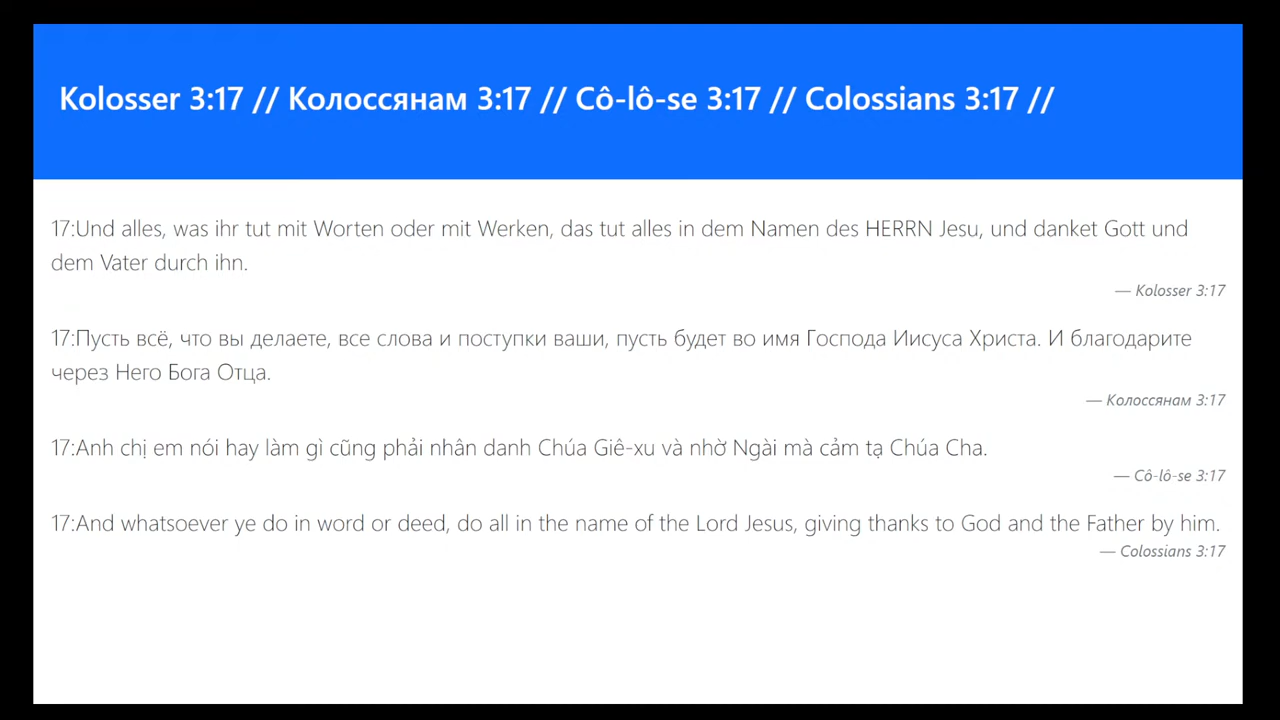 Kolosser 3:17 // Колоссянам 3:17 // Cô-lô-se 3:17 // Colossians 3:17 //
17:Und alles, was ihr tut mit Worten oder mit Werken, das tut alles in dem Namen des HERRN Jesu, und danket Gott und
dem Vater durch ihn.
— Kolosser 3:17
17:Пусть всё, что вы делаете, все слова и поступки ваши, пусть будет во имя Господа Иисуса Христа. И благодарите
через Него Бога Отца.
— Колоссянам 3:17
17:Anh chị em nói hay làm gì cũng phải nhân danh Chúa Giê-xu và nhờ Ngài mà cảm tạ Chúa Cha.
— Cô-lô-se 3:17
17:And whatsoever ye do in word or deed, do all in the name of the Lord Jesus, giving thanks to God and the Father by him.
— Colossians 3:17